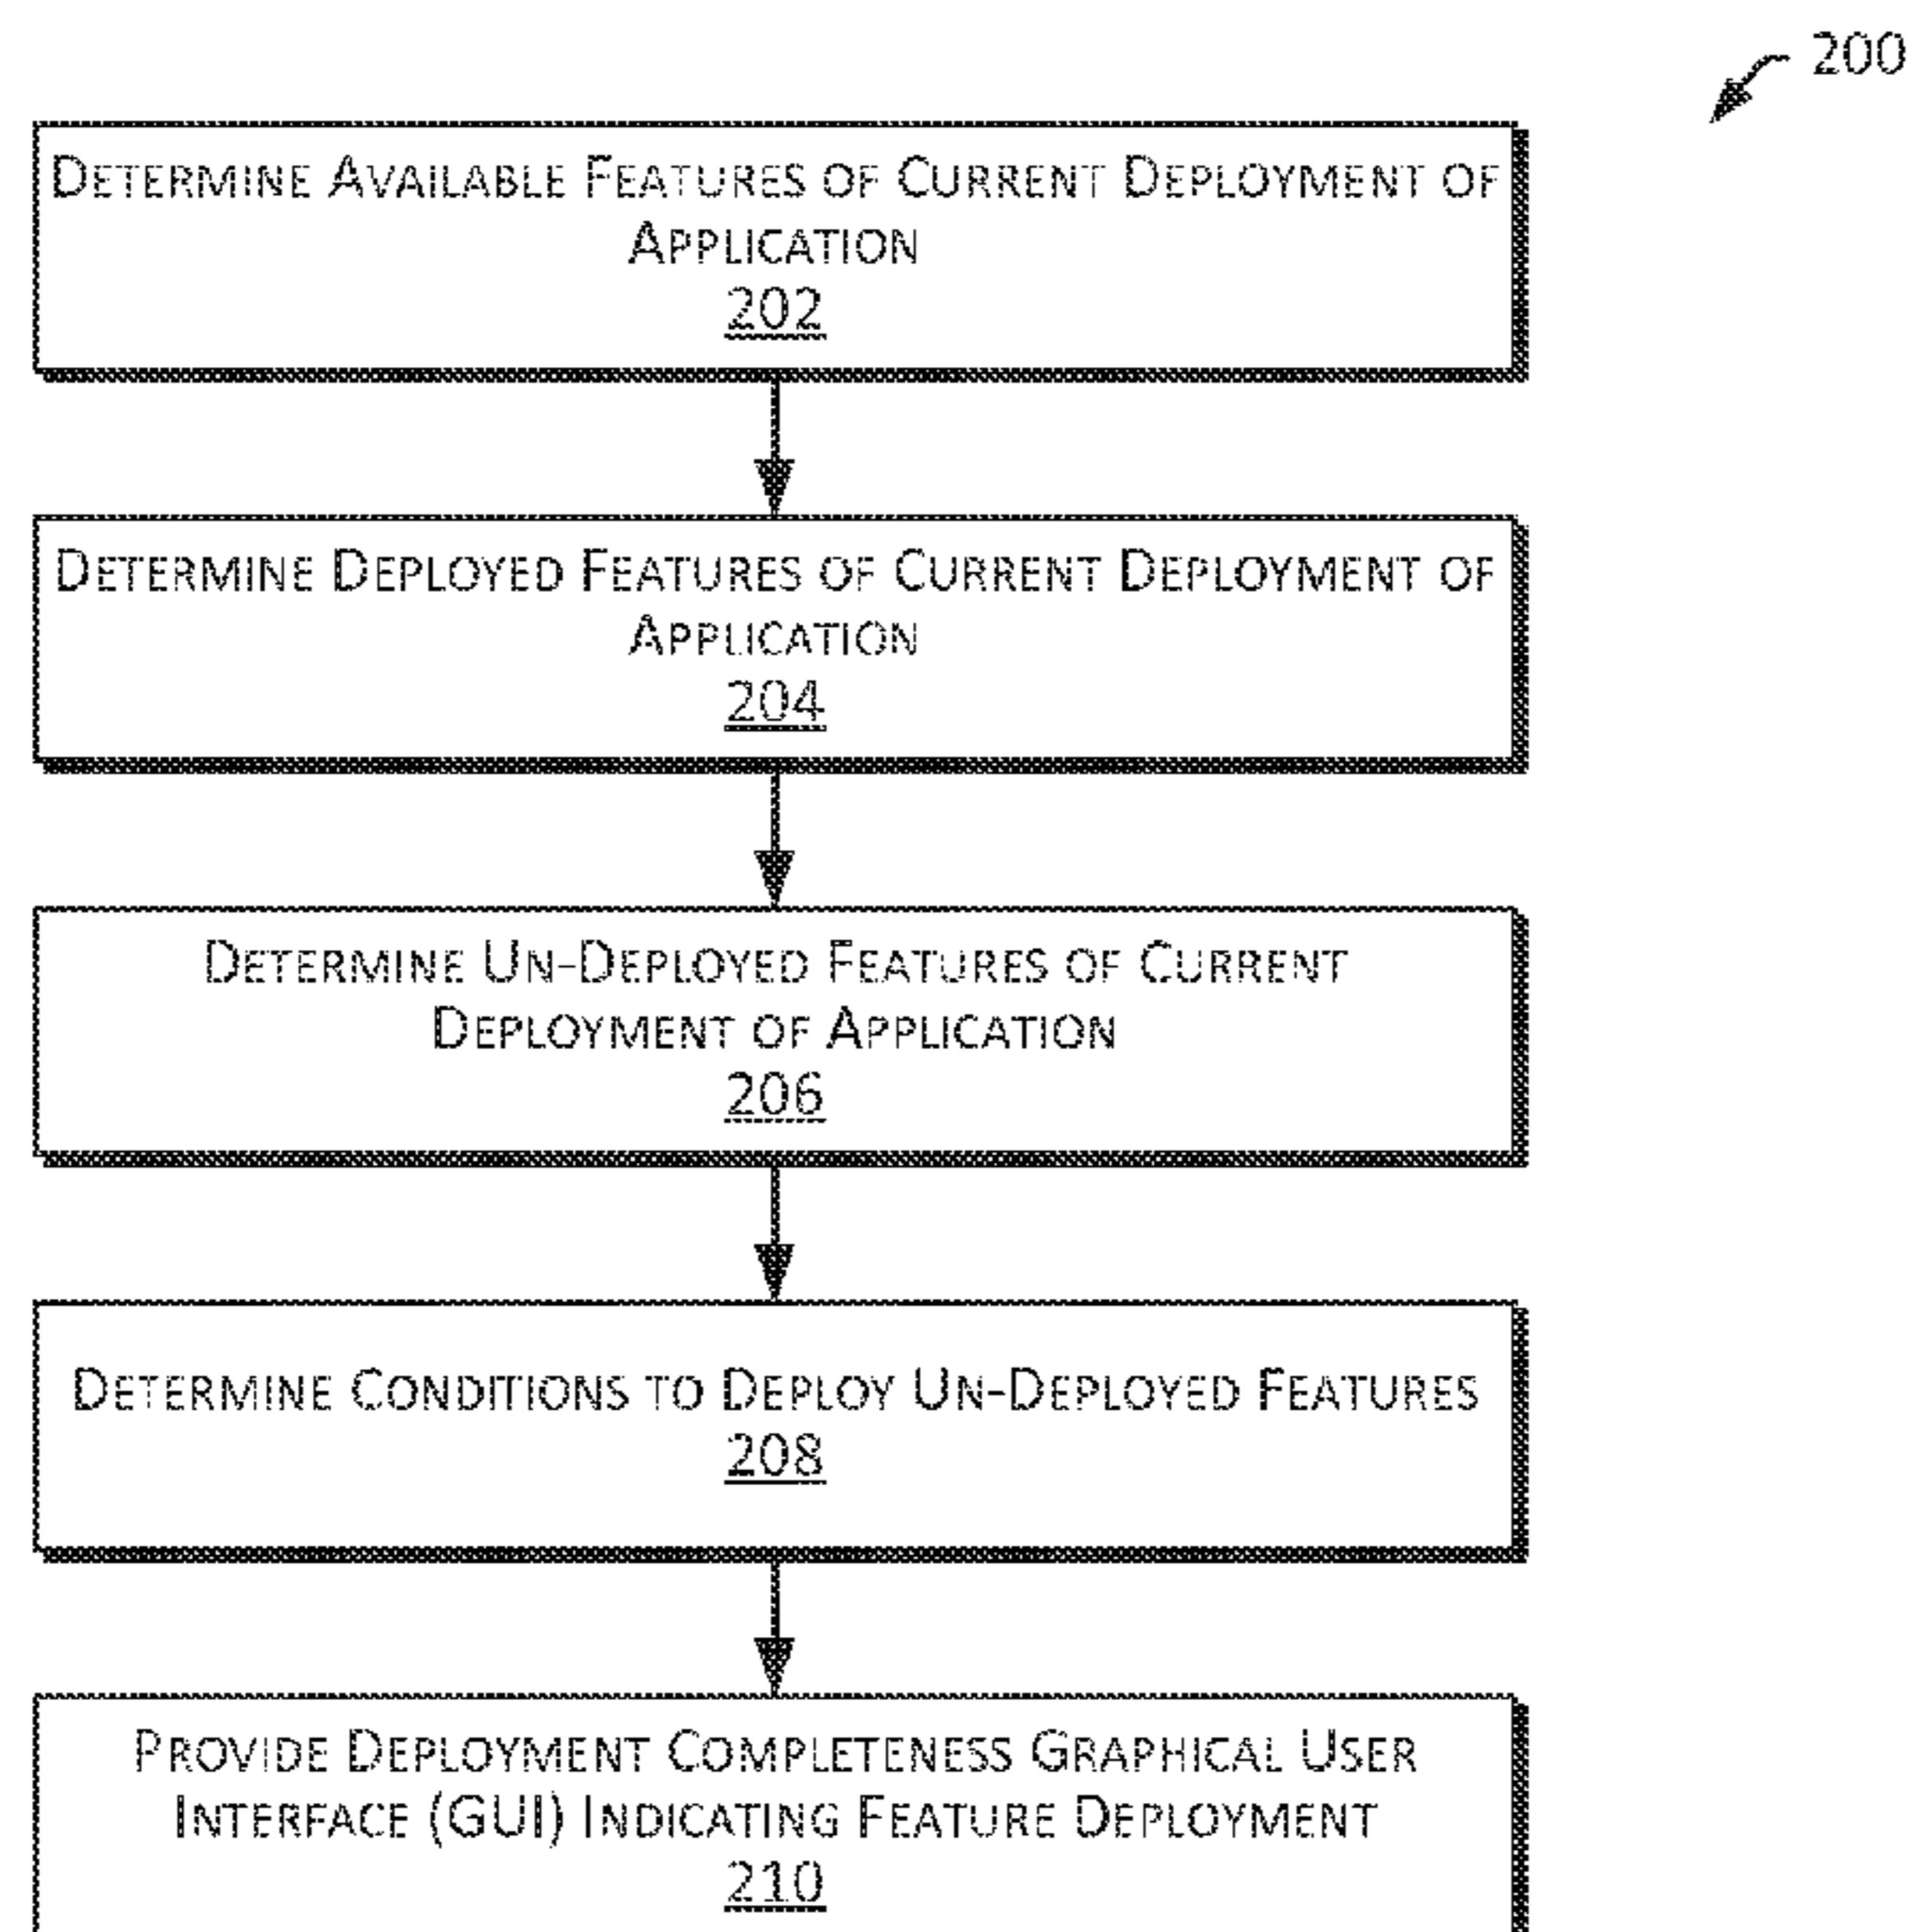 200
DETERMINE AVAILABLE FEATURES OF CURRENT DEPLOYMENT OF
APPLICATION
202
DETERMINE DEPLOYED FEATURES OF CURRENT DEPLOYMENT OF
APPLICATION
204
DETERMINE UN-DEPLOYED FEATURES OF CURRENT
DEPLOYMENT OF APPLICATION
206
DETERMINE CONDITIONS TO DEPLOY UN-DEPLOYED FEATURES
208
PROVIDE DEPLOYMENT COMPLETENESS GRAPHICAL USER
INTERFACE (GUI) INDICATING FEATURE DEPLOYMENT
210